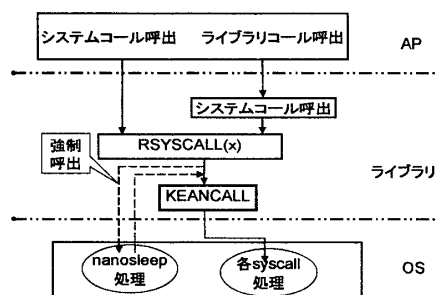 システムコール呼出 ライブラリコール呼出
AP
システムコール呼出
強制
呼出
RSYSCALL(x)
ライブラリ
KEANCALL
nanosleep
処理
各syscall
処理
OS